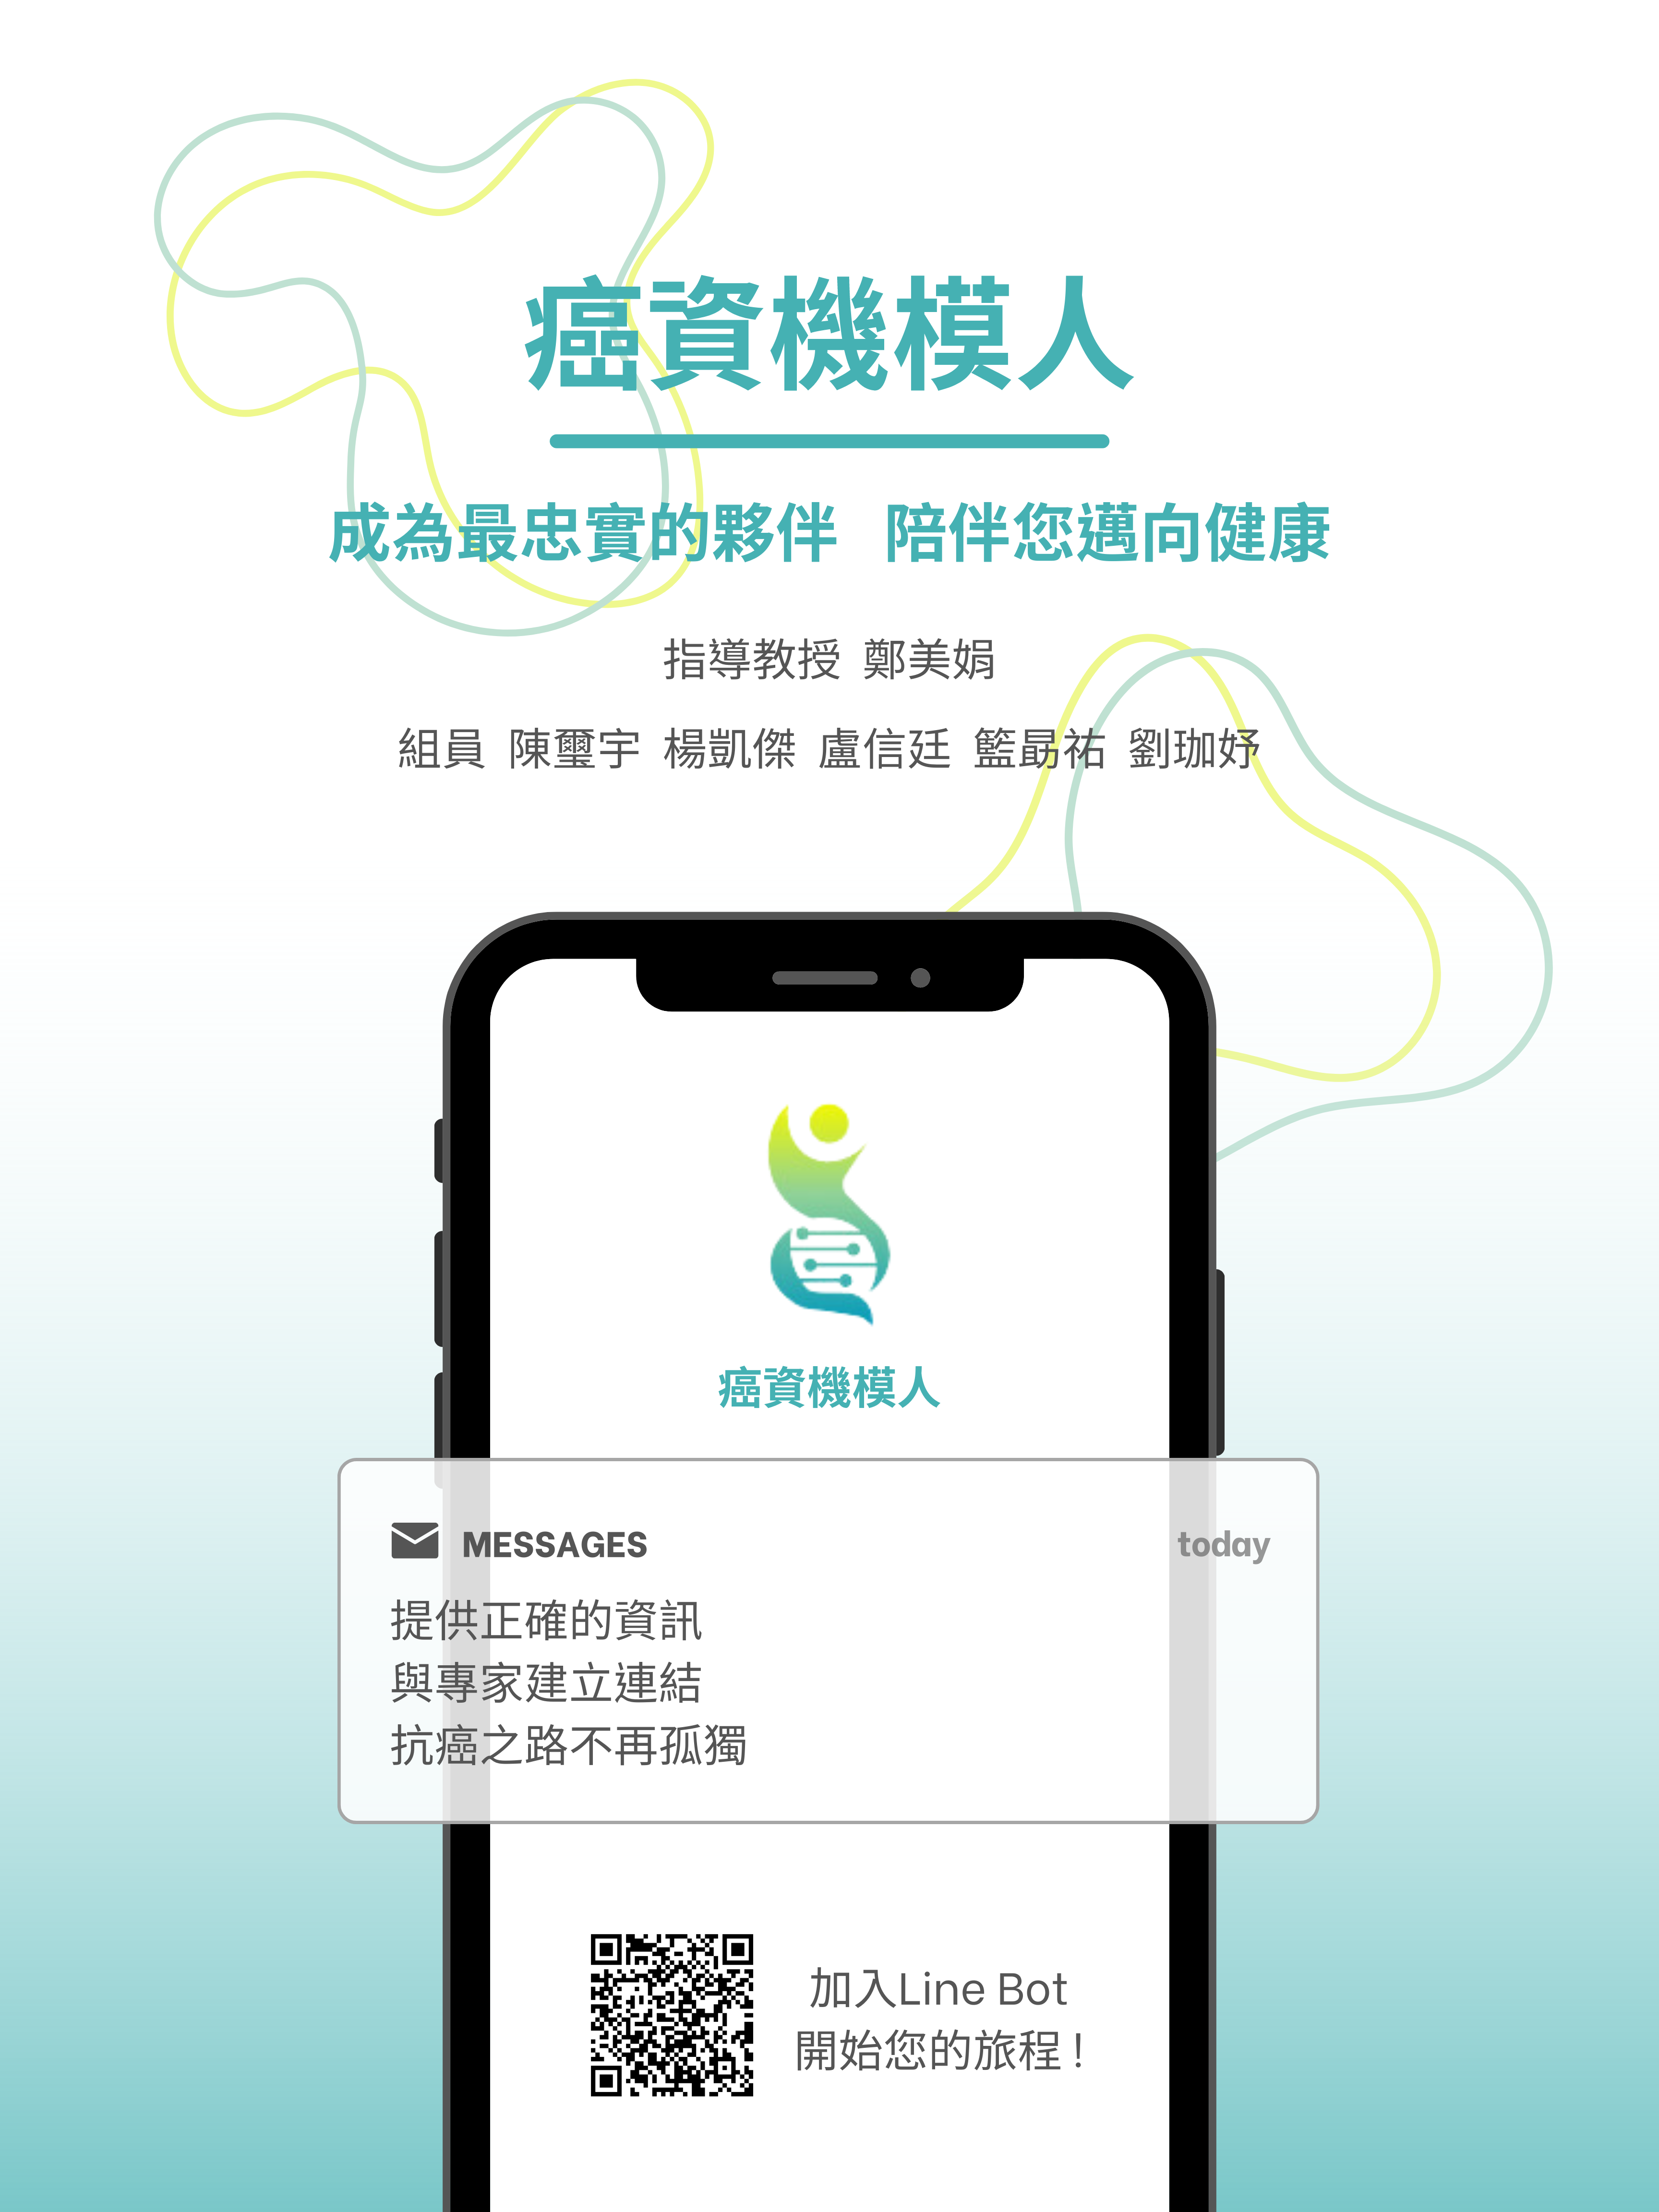 癌資機模人
成為最忠實的夥伴 陪伴您邁向健康
指導教授 鄭美娟
組員 陳璽宇 楊凱傑 盧信廷 籃勗祐 劉珈妤
癌資機模人
MESSAGES
today
提供正確的資訊
與專家建立連結
抗癌之路不再孤獨
加入Line Bot
開始您的旅程！